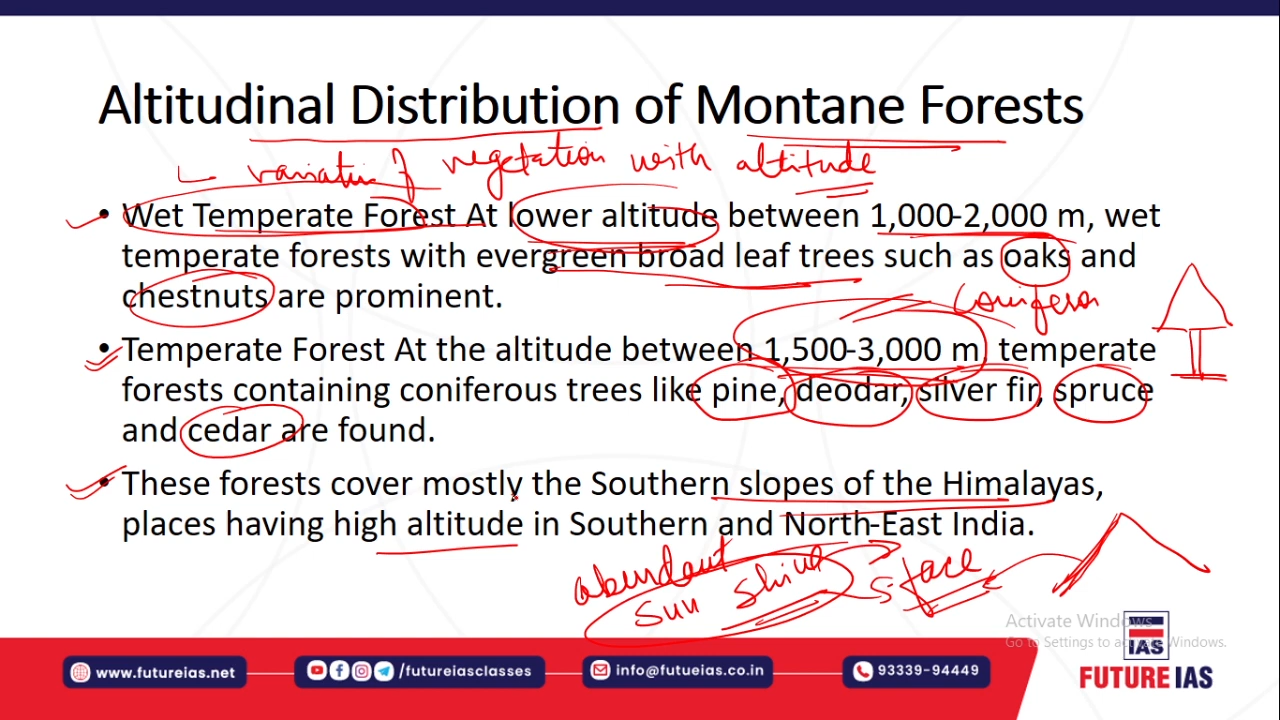 Altitudinal Distribution of Montane Forests
variation of vegetation with altitude
• Wet Temperate Forest At lower altitude between 1,000-2,000 m, wet
temperate forests with evergreen broad leaf trees such as oaks and
chestnuts are prominent.
Coniferous
• Temperate Forest At the altitude between 1,500-3,000 m, temperate
forests containing coniferous trees like pine, deodar, silver fir, spruce
and cedar are found.
• These forests cover mostly the Southern slopes of the Himalayas,
places having high altitude in Southern and North-East India.
abundant
sun shine
S. face
Activate Windows
Go to Settings to activate Windows.
IAS
FUTURE IAS
www.futureias.net
/futureiasclasses
info@futueias.co.in
93339-94449